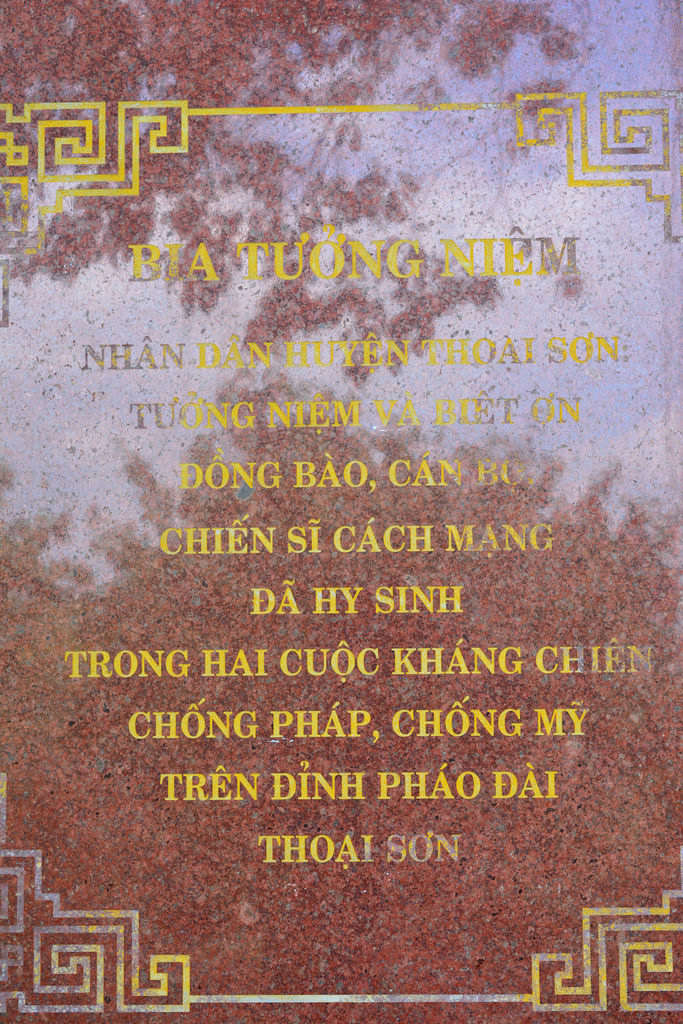 BIA TƯỞNG NIỆM
NHÂN DÂN HUYỆN THOẠI SƠN
TƯỞNG NIỆM VÀ BIẾT ƠN
ĐỒNG BÀO, CÁN BỘ,
CHIẾN SĨ CÁCH MẠNG
ĐÃ HY SINH
TRONG HAI CUỘC KHÁNG CHIẾN
CHỐNG PHÁP, CHỐNG MỸ
TRÊN ĐỈNH PHÁO ĐÀI
THOẠI SƠN